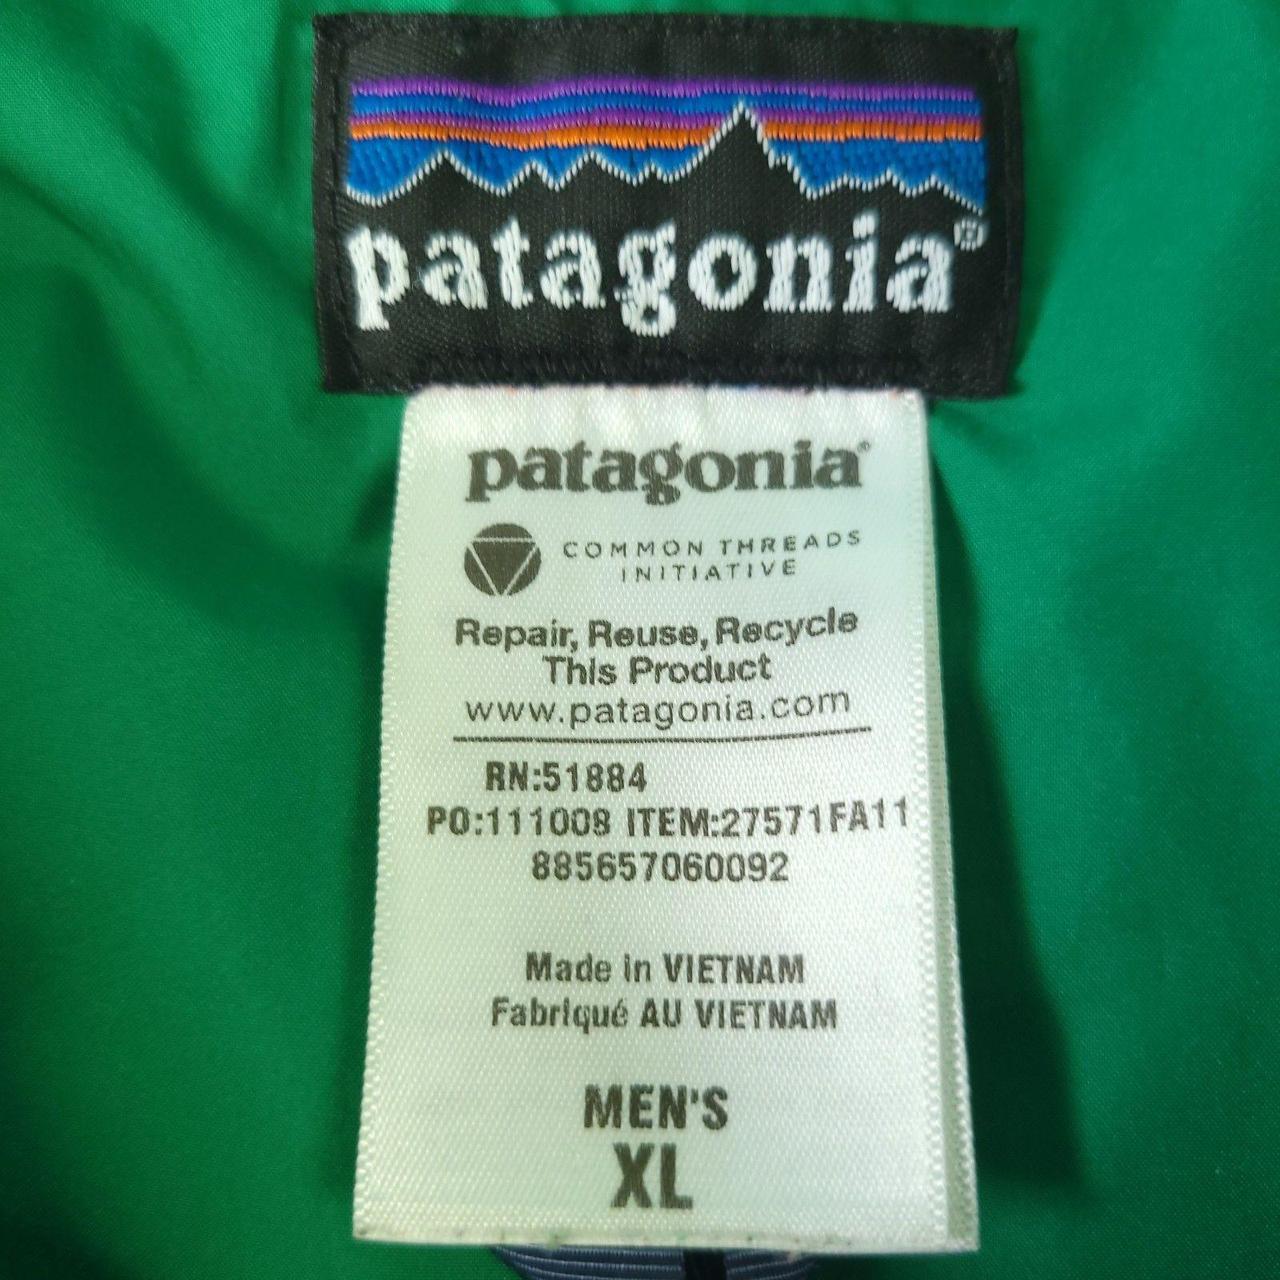 patagonia®
patagonia®
COMMON THREADS
INITIATIVE
Repair, Reuse, Recycle
This Product
www.patagonia.com
RN:51884
PO:111008 ITEM:27571FA11
885657060092
Made in VIETNAM
Fabriqué AU VIETNAM
MEN'S
XL